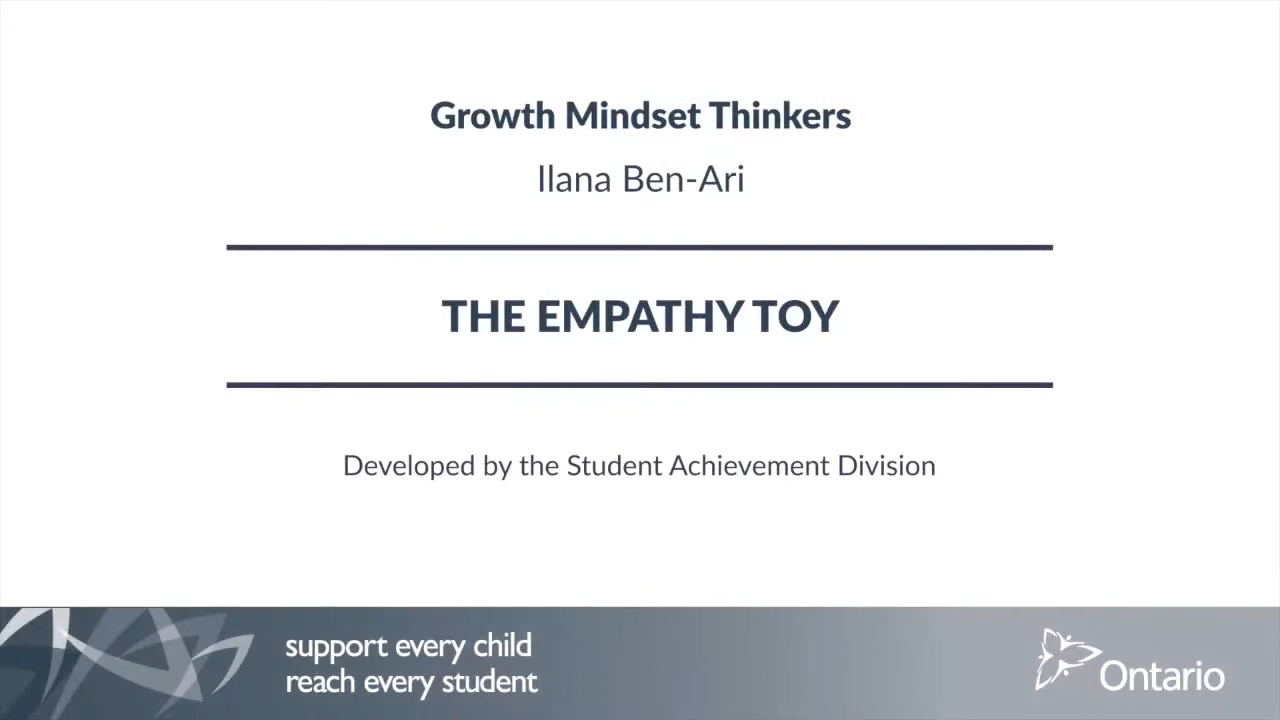 Growth Mindset Thinkers
Ilana Ben-Ari
THE EMPATHY TOY
Developed by the Student Achievement Division
support every child
reach every student
Ontario